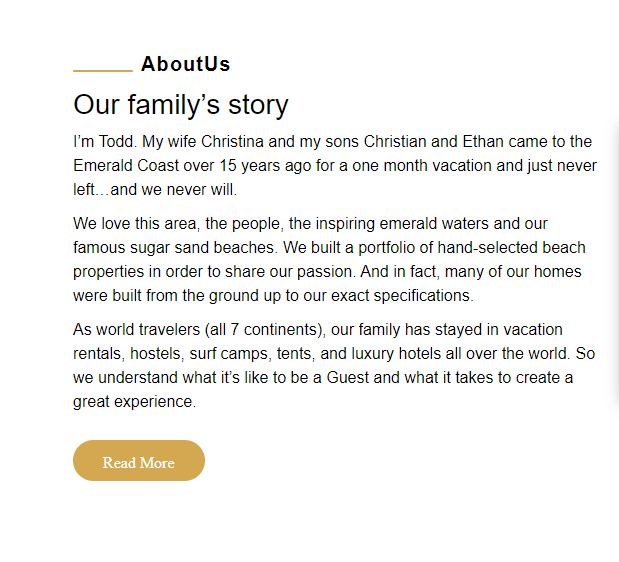 AboutUs
Our family’s story
I’m Todd. My wife Christina and my sons Christian and Ethan came to the
Emerald Coast over 15 years ago for a one month vacation and just never
left…and we never will.
We love this area, the people, the inspiring emerald waters and our
famous sugar sand beaches. We built a portfolio of hand-selected beach
properties in order to share our passion. And in fact, many of our homes
were built from the ground up to our exact specifications.
As world travelers (all 7 continents), our family has stayed in vacation
rentals, hostels, surf camps, tents, and luxury hotels all over the world. So
we understand what it’s like to be a Guest and what it takes to create a
great experience.
Read More